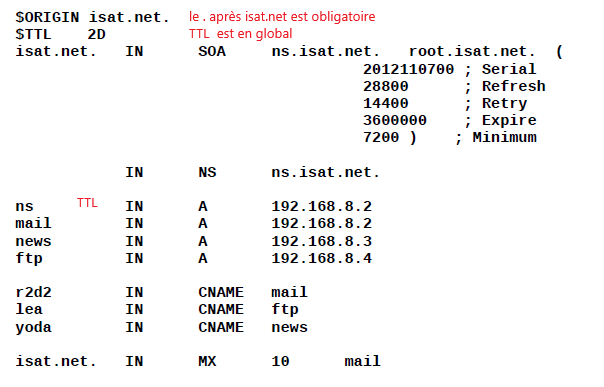 $ORIGIN isat.net. le . après isat.net est obligatoire
$TTL 2D TTL est en global
isat.net. IN SOA ns.isat.net. root.isat.net. (
2012110700 ; Serial
28800 ; Refresh
14400 ; Retry
3600000 ; Expire
7200 ) ; Minimum
IN NS ns.isat.net.
ns TTL IN A 192.168.8.2
mail IN A 192.168.8.2
news IN A 192.168.8.3
ftp IN A 192.168.8.4
r2d2 IN CNAME mail
lea IN CNAME ftp
yoda IN CNAME news
isat.net. IN MX 10 mail